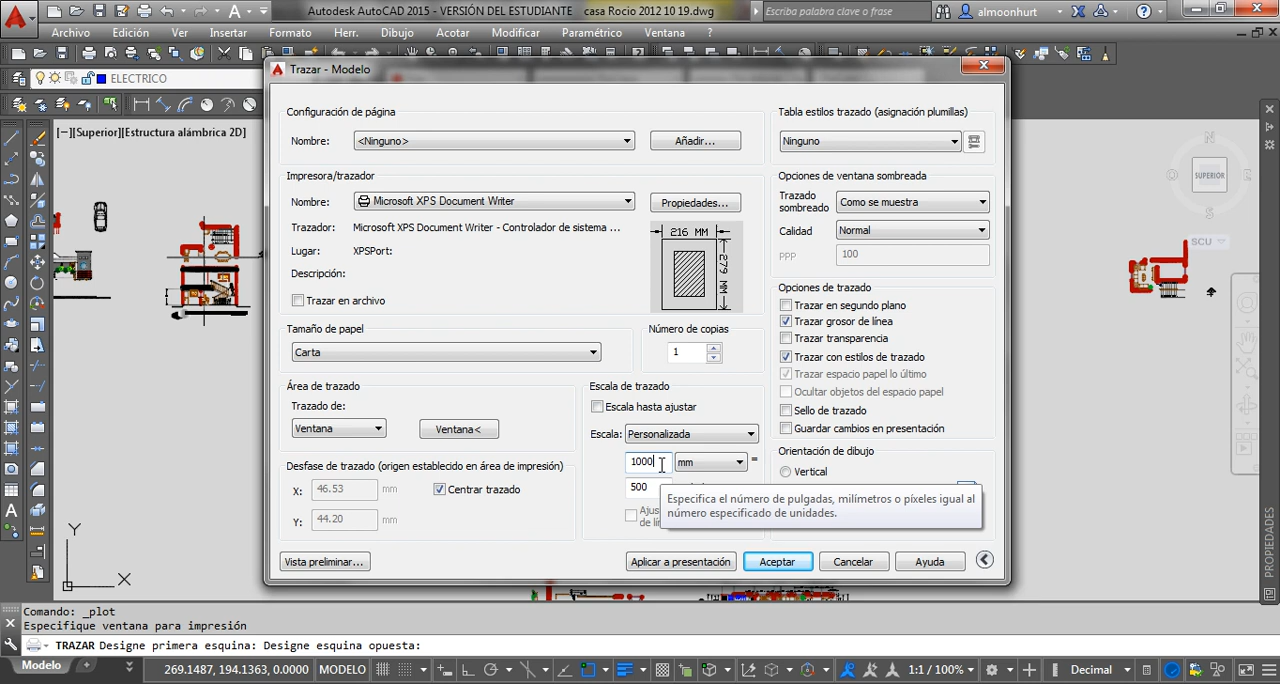 Autodesk AutoCAD 2015 - VERSIÓN DEL ESTUDIANTE casa Rocio 2012 10 19.dwg
Escriba palabra clave o frase
almoonhurt
Archivo Edición Ver Insertar Formato Herr. Dibujo Acotar Modificar Paramétrico Ventana ?
ELECTRICO
[−][Superior][Estructura alámbrica 2D]
Trazar - Modelo
Configuración de página
Nombre: <Ninguno> Añadir...
Impresora/trazador
Nombre: Microsoft XPS Document Writer Propiedades...
Trazador: Microsoft XPS Document Writer - Controlador de sistema ...
Lugar: XPSPort:
Descripción:
Trazar en archivo
216 MM
279 MM
Tamaño de papel
Carta
Número de copias
1
Área de trazado
Trazado de:
Ventana Ventana<
Desfase de trazado (origen establecido en área de impresión)
X: 46.53 mm Centrar trazado
Y: 44.20 mm
Escala de trazado
Escala hasta ajustar
Escala: Personalizada
1000 mm =
500
Especifica el número de pulgadas, milímetros o píxeles igual al
número especificado de unidades.
Tabla estilos trazado (asignación plumillas)
Ninguno
Opciones de ventana sombreada
Trazado
sombreado Como se muestra
Calidad Normal
PPP 100
Opciones de trazado
Trazar en segundo plano
Trazar grosor de línea
Trazar transparencia
Trazar con estilos de trazado
Trazar espacio papel lo último
Ocultar objetos del espacio papel
Sello de trazado
Guardar cambios en presentación
Orientación de dibujo
Vertical
Vista preliminar... Aplicar a presentación Aceptar Cancelar Ayuda
N
SUPERIOR
O E
S
SCU
PROPIEDADES
Y
X
Comando: _plot
Especifique ventana para impresión
TRAZAR Designe primera esquina: Designe esquina opuesta:
Modelo 269.1487, 194.1363, 0.0000 MODELO 1:1 / 100% Decimal